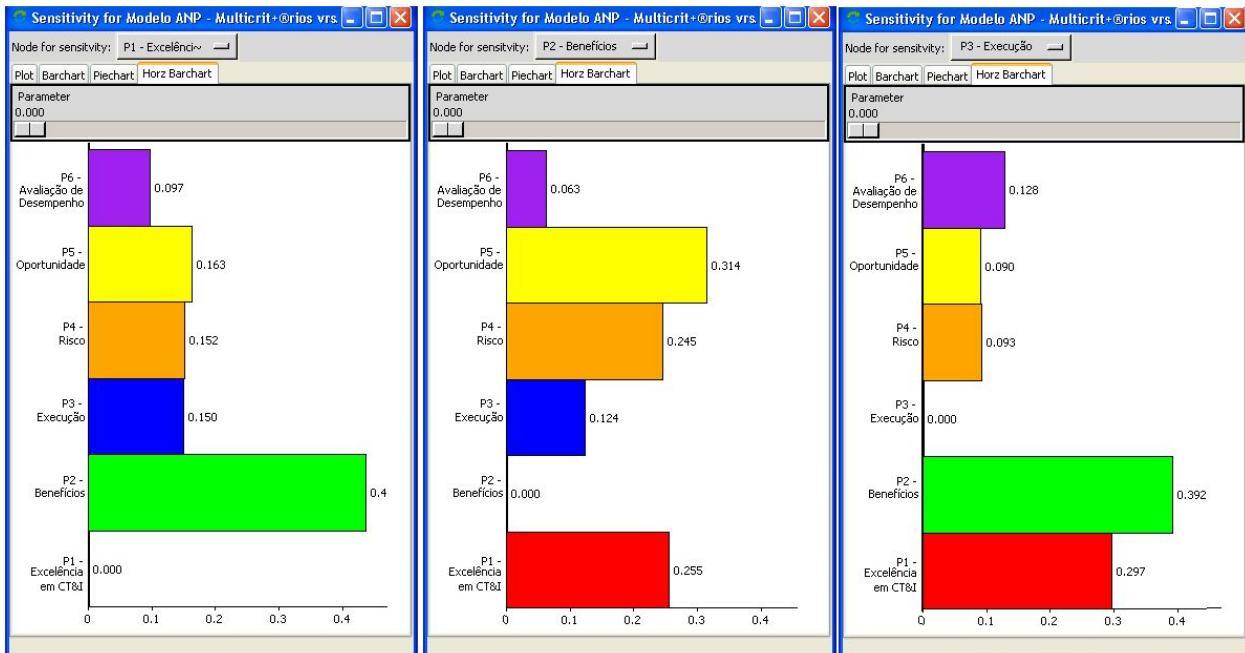 Sensitivity for Modelo ANP - Multicrit+®rios vrs.
Node for sensitvity: P1 - Excelênci~
Plot Barchart Piechart Horz Barchart
Parameter
0.000
P6 -
Avaliação de
Desempenho
0.097
P5 -
Oportunidade
0.163
P4 -
Risco
0.152
P3 -
Execução
0.150
P2 -
Benefícios
0.4
P1 -
Excelência
em CT&I
0.000
0 0.1 0.2 0.3 0.4
Sensitivity for Modelo ANP - Multicrit+®rios vrs.
Node for sensitvity: P2 - Benefícios
Plot Barchart Piechart Horz Barchart
Parameter
0.000
P6 -
Avaliação de
Desempenho
0.063
P5 -
Oportunidade
0.314
P4 -
Risco
0.245
P3 -
Execução
0.124
P2 -
Benefícios
0.000
P1 -
Excelência
em CT&I
0.255
0 0.1 0.2 0.3 0.4
Sensitivity for Modelo ANP - Multicrit+®rios vrs.
Node for sensitvity: P3 - Execução
Plot Barchart Piechart Horz Barchart
Parameter
0.000
P6 -
Avaliação de
Desempenho
0.128
P5 -
Oportunidade
0.090
P4 -
Risco
0.093
P3 -
Execução
0.000
P2 -
Benefícios
0.392
P1 -
Excelência
em CT&I
0.297
0 0.1 0.2 0.3 0.4